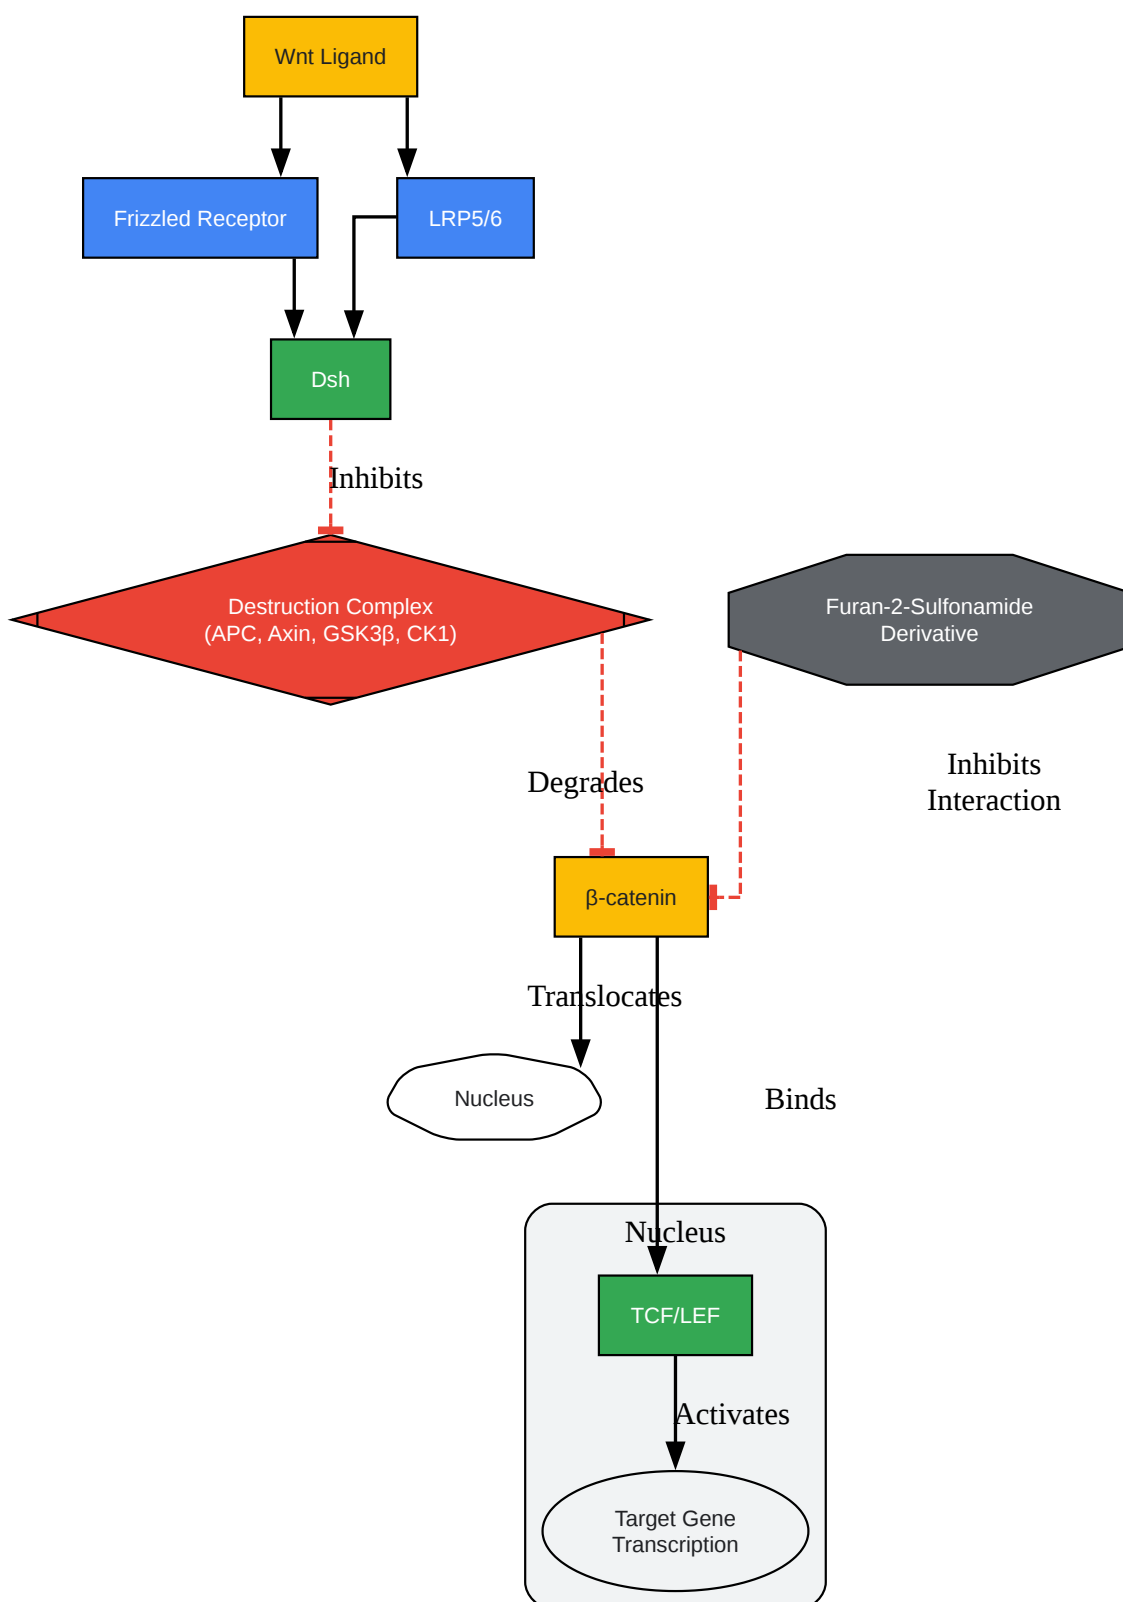 Wnt Ligand
Frizzled Receptor
LRP5/6
Dsh
Inhibits
Destruction Complex
(APC, Axin, GSK3β, CK1)
Furan-2-Sulfonamide
Derivative
Degrades
Inhibits
Interaction
β-catenin
Translocates
Nucleus
Binds
Nucleus
TCF/LEF
Activates
Target Gene
Transcription